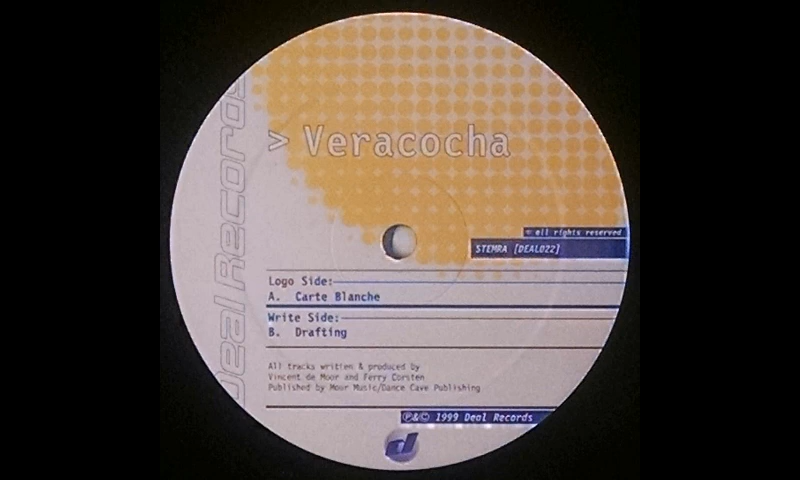 Deal Records
> Veracocha
© all rights reserved
STEMRA [DEAL022]
Logo Side:
A. Carte Blanche
Write Side:
B. Drafting
All tracks written & produced by
Vincent de Moor and Ferry Corsten
Published by Moor Music/Dance Cave Publishing
℗&© 1999 Deal Records
d